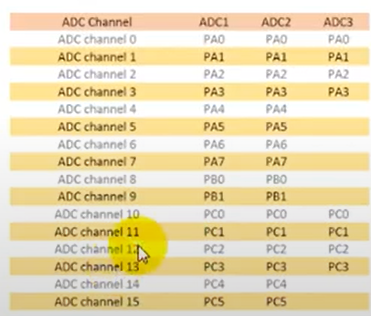 ADC Channel ADC1 ADC2 ADC3
ADC channel 0 PA0 PA0 PA0
ADC channel 1 PA1 PA1 PA1
ADC channel 2 PA2 PA2 PA2
ADC channel 3 PA3 PA3 PA3
ADC channel 4 PA4 PA4
ADC channel 5 PA5 PA5
ADC channel 6 PA6 PA6
ADC channel 7 PA7 PA7
ADC channel 8 PB0 PB0
ADC channel 9 PB1 PB1
ADC channel 10 PC0 PC0 PC0
ADC channel 11 PC1 PC1 PC1
ADC channel 12 PC2 PC2 PC2
ADC channel 13 PC3 PC3 PC3
ADC channel 14 PC4 PC4
ADC channel 15 PC5 PC5